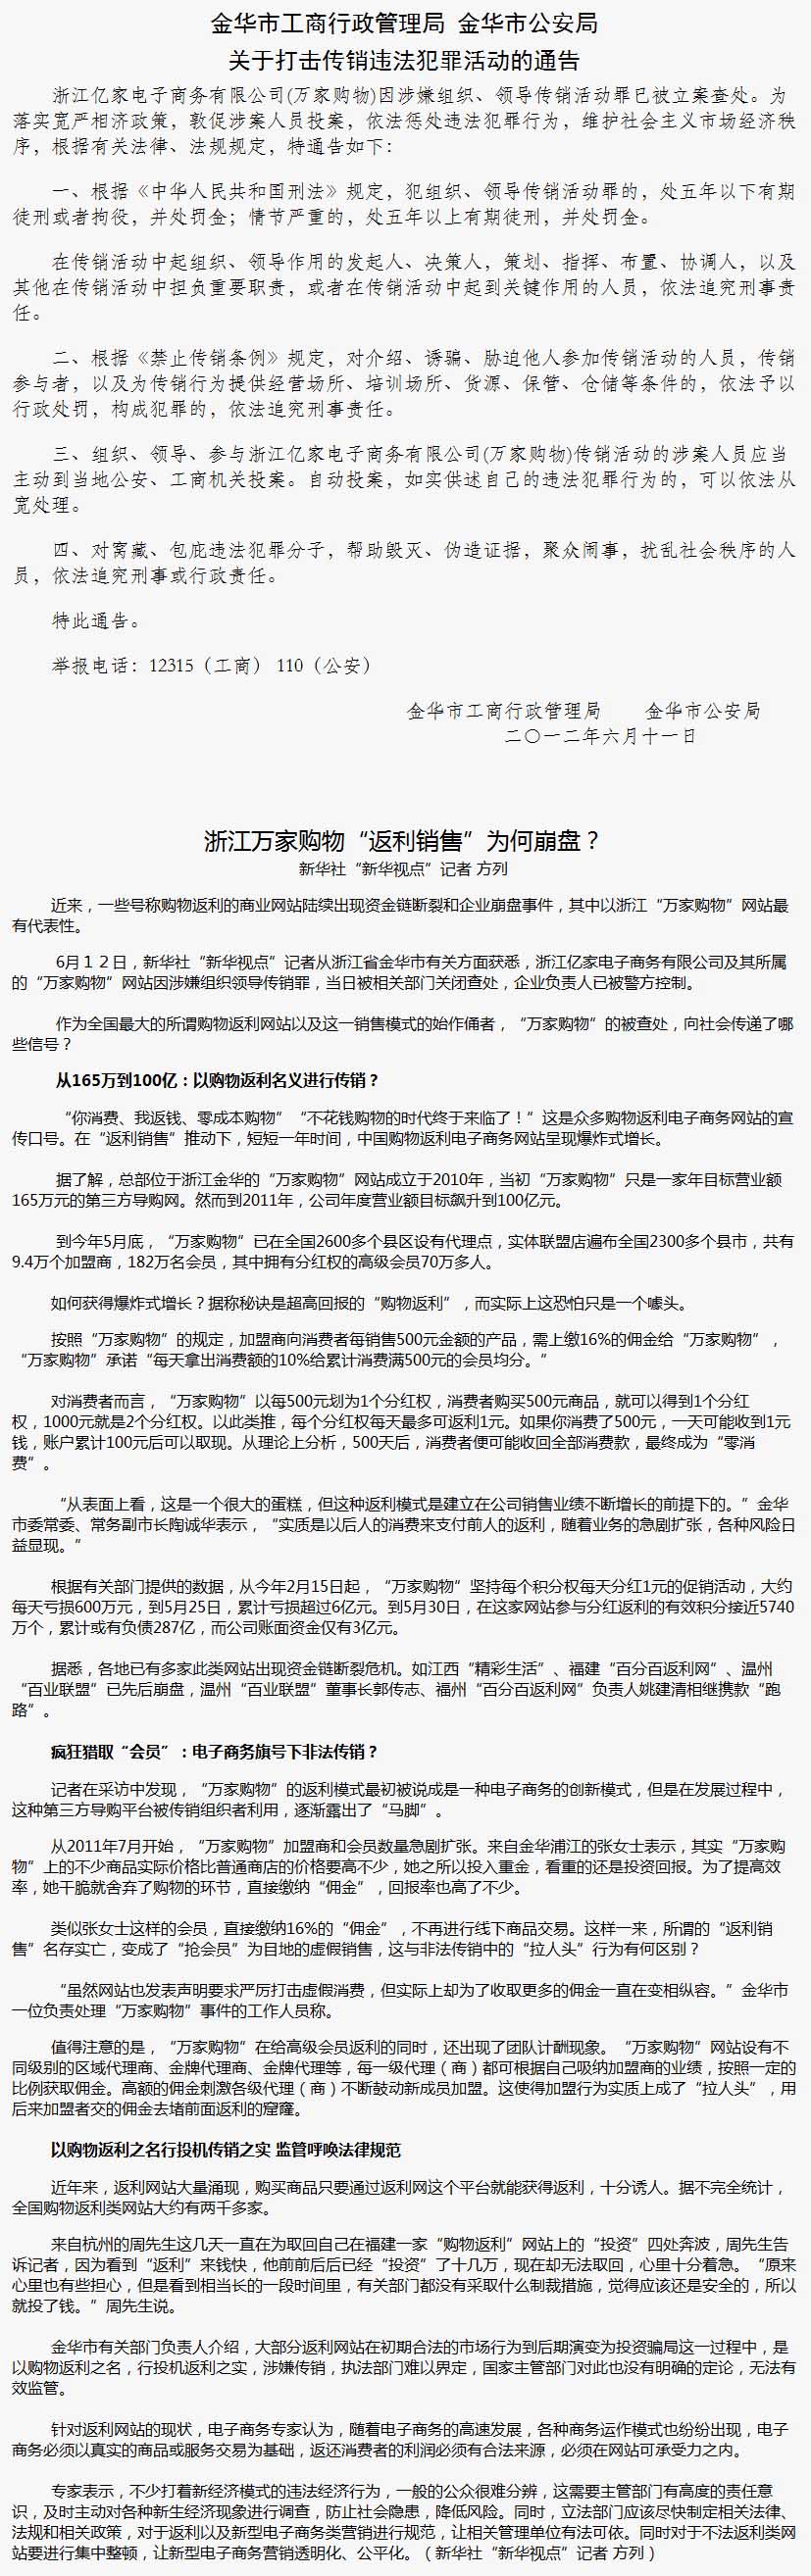 金华市工商行政管理局 金华市公安局
关于打击传销违法犯罪活动的通告
浙江亿家电子商务有限公司(万家购物)因涉嫌组织、领导传销活动罪已被立案查处。为
落实宽严相济政策，敦促涉案人员投案，依法惩处违法犯罪行为，维护社会主义市场经济秩
序，根据有关法律、法规规定，特通告如下：
一、根据《中华人民共和国刑法》规定，犯组织、领导传销活动罪的，处五年以下有期
徒刑或者拘役，并处罚金；情节严重的，处五年以上有期徒刑，并处罚金。
在传销活动中起组织、领导作用的发起人、决策人，策划、指挥、布置、协调人，以及
其他在传销活动中担负重要职责，或者在传销活动中起到关键作用的人员，依法追究刑事责
任。
二、根据《禁止传销条例》规定，对介绍、诱骗、胁迫他人参加传销活动的人员，传销
参与者，以及为传销行为提供经营场所、培训场所、货源、保管、仓储等条件的，依法予以
行政处罚，构成犯罪的，依法追究刑事责任。
三、组织、领导、参与浙江亿家电子商务有限公司(万家购物)传销活动的涉案人员应当
主动到当地公安、工商机关投案。自动投案，如实供述自己的违法犯罪行为的，可以依法从
宽处理。
四、对窝藏、包庇违法犯罪分子，帮助毁灭、伪造证据，聚众闹事，扰乱社会秩序的人
员，依法追究刑事或行政责任。
特此通告。
举报电话：12315（工商） 110（公安）
金华市工商行政管理局 金华市公安局
二〇一二年六月十一日
浙江万家购物“返利销售”为何崩盘？
新华社“新华视点”记者 方列
近来，一些号称购物返利的商业网站陆续出现资金链断裂和企业崩盘事件，其中以浙江“万家购物”网站最
有代表性。
6月１２日，新华社“新华视点”记者从浙江省金华市有关方面获悉，浙江亿家电子商务有限公司及其所属
的“万家购物”网站因涉嫌组织领导传销罪，当日被相关部门关闭查处，企业负责人已被警方控制。
作为全国最大的所谓购物返利网站以及这一销售模式的始作俑者，“万家购物”的被查处，向社会传递了哪
些信号？
从165万到100亿：以购物返利名义进行传销？
“你消费、我返钱、零成本购物”“不花钱购物的时代终于来临了！”这是众多购物返利电子商务网站的宣
传口号。在“返利销售”推动下，短短一年时间，中国购物返利电子商务网站呈现爆炸式增长。
据了解，总部位于浙江金华的“万家购物”网站成立于2010年，当初“万家购物”只是一家年目标营业额
165万元的第三方导购网。然而到2011年，公司年度营业额目标飙升到100亿元。
到今年5月底，“万家购物”已在全国2600多个县区设有代理点，实体联盟店遍布全国2300多个县市，共有
9.4万个加盟商，182万名会员，其中拥有分红权的高级会员70万多人。
如何获得爆炸式增长？据称秘诀是超高回报的“购物返利”，而实际上这恐怕只是一个噱头。
按照“万家购物”的规定，加盟商向消费者每销售500元金额的产品，需上缴16%的佣金给“万家购物”，
“万家购物”承诺“每天拿出消费额的10%给累计消费满500元的会员均分。”
对消费者而言，“万家购物”以每500元划为1个分红权，消费者购买500元商品，就可以得到1个分红
权，1000元就是2个分红权。以此类推，每个分红权每天最多可返利1元。如果你消费了500元，一天可能收到1元
钱，账户累计100元后可以取现。从理论上分析，500天后，消费者便可能收回全部消费款，最终成为“零消
费”。
“从表面上看，这是一个很大的蛋糕，但这种返利模式是建立在公司销售业绩不断增长的前提下的。”金华
市委常委、常务副市长陶诚华表示，“实质是以后人的消费来支付前人的返利，随着业务的急剧扩张，各种风险日
益显现。”
根据有关部门提供的数据，从今年2月15日起，“万家购物”坚持每个积分权每天分红1元的促销活动，大约
每天亏损600万元，到5月25日，累计亏损超过6亿元。到5月30日，在这家网站参与分红返利的有效积分接近5740
万个，累计或有负债287亿，而公司账面资金仅有3亿元。
据悉，各地已有多家此类网站出现资金链断裂危机。如江西“精彩生活”、福建“百分百返利网”、温州
“百业联盟”已先后崩盘，温州“百业联盟”董事长郭传志、福州“百分百返利网”负责人姚建清相继携款“跑
路”。
疯狂猎取“会员”：电子商务旗号下非法传销？
记者在采访中发现，“万家购物”的返利模式最初被说成是一种电子商务的创新模式，但是在发展过程中，
这种第三方导购平台被传销组织者利用，逐渐露出了“马脚”。
从2011年7月开始，“万家购物”加盟商和会员数量急剧扩张。来自金华浦江的张女士表示，其实“万家购
物”上的不少商品实际价格比普通商店的价格要高不少，她之所以投入重金，看重的还是投资回报。为了提高效
率，她干脆就舍弃了购物的环节，直接缴纳“佣金”，回报率也高了不少。
类似张女士这样的会员，直接缴纳16%的“佣金”，不再进行线下商品交易。这样一来，所谓的“返利销
售”名存实亡，变成了“抢会员”为目地的虚假销售，这与非法传销中的“拉人头”行为有何区别？
“虽然网站也发表声明要求严厉打击虚假消费，但实际上却为了收取更多的佣金一直在变相纵容。”金华市
一位负责处理“万家购物”事件的工作人员称。
值得注意的是，“万家购物”在给高级会员返利的同时，还出现了团队计酬现象。“万家购物”网站设有不
同级别的区域代理商、金牌代理商、金牌代理等，每一级代理（商）都可根据自己吸纳加盟商的业绩，按照一定的
比例获取佣金。高额的佣金刺激各级代理（商）不断鼓动新成员加盟。这使得加盟行为实质上成了“拉人头”，用
后来加盟者交的佣金去堵前面返利的窟窿。
以购物返利之名行投机传销之实 监管呼唤法律规范
近年来，返利网站大量涌现，购买商品只要通过返利网这个平台就能获得返利，十分诱人。据不完全统计，
全国购物返利类网站大约有两千多家。
来自杭州的周先生这几天一直在为取回自己在福建一家“购物返利”网站上的“投资”四处奔波，周先生告
诉记者，因为看到“返利”来钱快，他前前后后已经“投资”了十几万，现在却无法取回，心里十分着急。“原来
心里也有些担心，但是看到相当长的一段时间里，有关部门都没有采取什么制裁措施，觉得应该还是安全的，所以
就投了钱。”周先生说。
金华市有关部门负责人介绍，大部分返利网站在初期合法的市场行为到后期演变为投资骗局这一过程中，是
以购物返利之名，行投机返利之实，涉嫌传销，执法部门难以界定，国家主管部门对此也没有明确的定论，无法有
效监管。
针对返利网站的现状，电子商务专家认为，随着电子商务的高速发展，各种商务运作模式也纷纷出现，电子
商务必须以真实的商品或服务交易为基础，返还消费者的利润必须有合法来源，必须在网站可承受力之内。
专家表示，不少打着新经济模式的违法经济行为，一般的公众很难分辨，这需要主管部门有高度的责任意
识，及时主动对各种新生经济现象进行调查，防止社会隐患，降低风险。同时，立法部门应该尽快制定相关法律、
法规和相关政策，对于返利以及新型电子商务类营销进行规范，让相关管理单位有法可依。同时对于不法返利类网
站要进行集中整顿，让新型电子商务营销透明化、公平化。（ 新华社“新华视点”记者 方列 ）